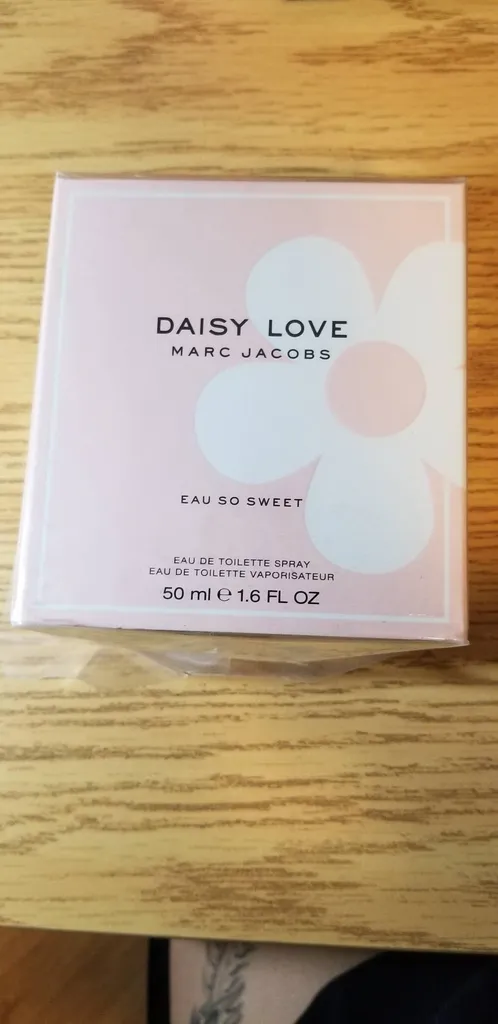 DAISY LOVE
MARC JACOBS
EAU SO SWEET
EAU DE TOILETTE SPRAY
EAU DE TOILETTE VAPORISATEUR
50 ml ℮ 1.6 FL OZ